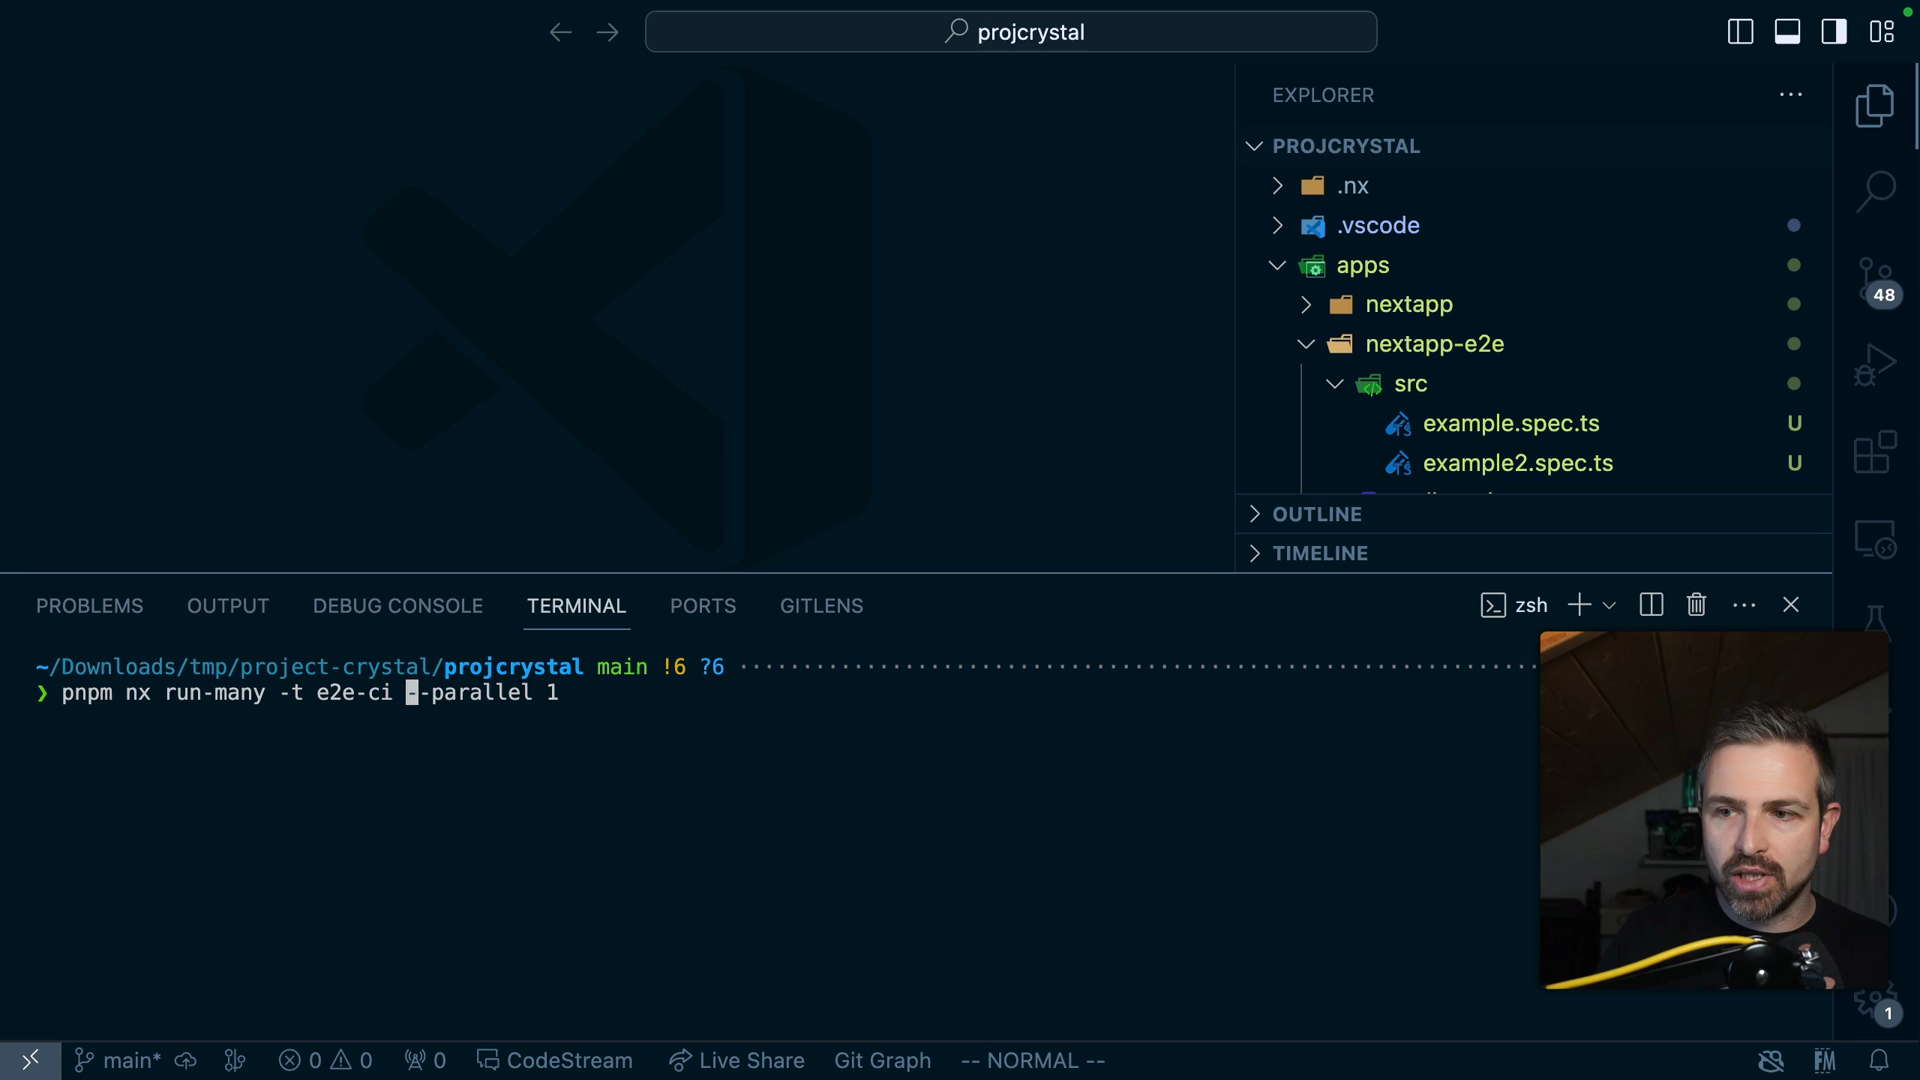 projcrystal
EXPLORER
PROJCRYSTAL
.nx
.vscode
apps
nextapp
nextapp-e2e
src
example.spec.ts U
example2.spec.ts U
48
OUTLINE
TIMELINE
PROBLEMS OUTPUT DEBUG CONSOLE TERMINAL PORTS GITLENS zsh
~/Downloads/tmp/project-crystal/projcrystal main !6 ?6
❯ pnpm nx run-many -t e2e-ci --parallel 1
1
main* 0 0 0 CodeStream Live Share Git Graph -- NORMAL --